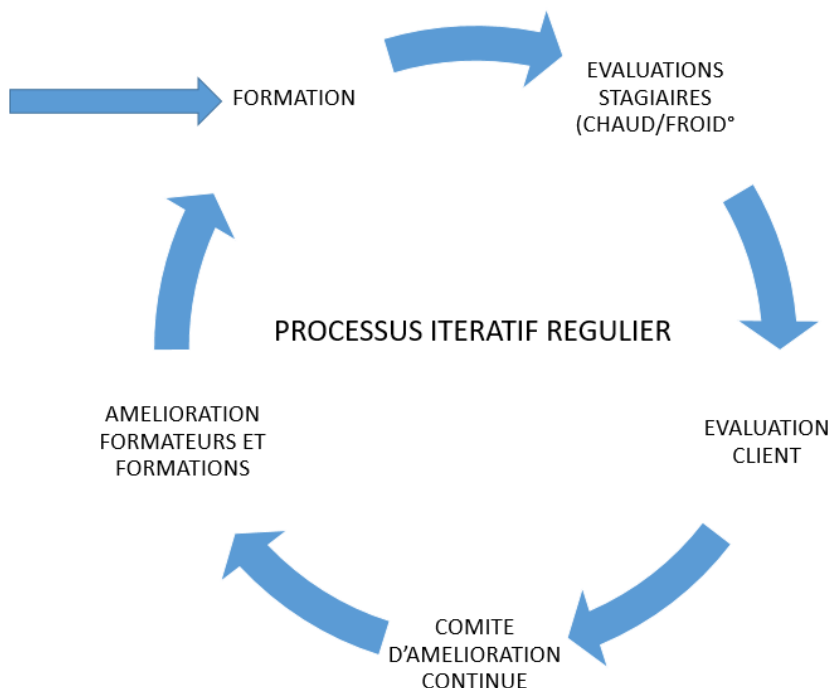 FORMATION
EVALUATIONS
STAGIAIRES
(CHAUD/FROID°
PROCESSUS ITERATIF REGULIER
EVALUATION
CLIENT
COMITE
D’AMELIORATION
CONTINUE
AMELIORATION
FORMATEURS ET
FORMATIONS